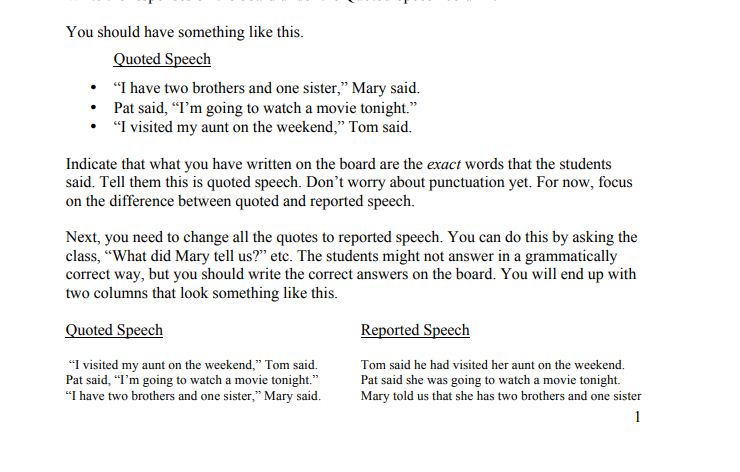 You should have something like this.
Quoted Speech
• “I have two brothers and one sister,” Mary said.
• Pat said, “I’m going to watch a movie tonight.”
• “I visited my aunt on the weekend,” Tom said.
Indicate that what you have written on the board are the exact words that the students
said. Tell them this is quoted speech. Don’t worry about punctuation yet. For now, focus
on the difference between quoted and reported speech.
Next, you need to change all the quotes to reported speech. You can do this by asking the
class, “What did Mary tell us?” etc. The students might not answer in a grammatically
correct way, but you should write the correct answers on the board. You will end up with
two columns that look something like this.
Quoted Speech
“I visited my aunt on the weekend,” Tom said.
Pat said, “I’m going to watch a movie tonight.”
“I have two brothers and one sister,” Mary said.
Reported Speech
Tom said he had visited her aunt on the weekend.
Pat said she was going to watch a movie tonight.
Mary told us that she has two brothers and one sister
1